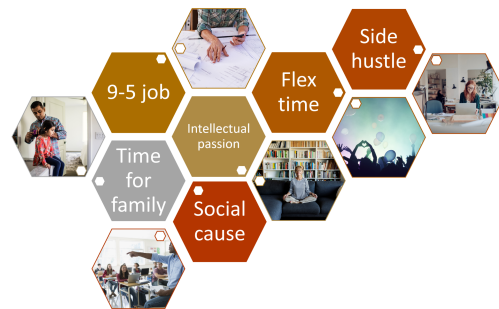 9-5 job
Time
for
family
Intellectual
passion
Social
cause
Flex
time
Side
hustle